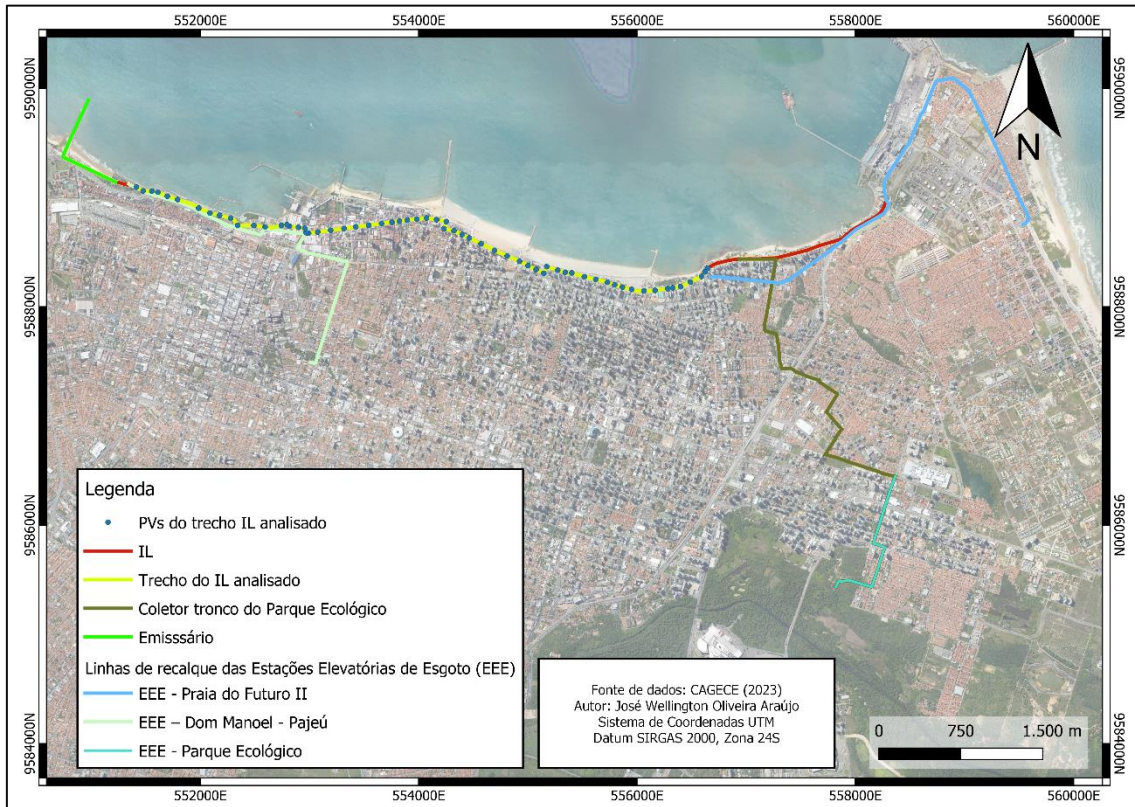 552000E 554000E 556000E 558000E 560000E
9590000N
9590000N
N
9588000N
9588000N
9586000N
9586000N
9584000N
9584000N
Legenda
PVs do trecho IL analisado
IL
Trecho do IL analisado
Coletor tronco do Parque Ecológico
Emisssário
Linhas de recalque das Estações Elevatórias de Esgoto (EEE)
EEE - Praia do Futuro II
EEE – Dom Manoel - Pajeú
EEE - Parque Ecológico
Fonte de dados: CAGECE (2023)
Autor: José Wellington Oliveira Araújo
Sistema de Coordenadas UTM
Datum SIRGAS 2000, Zona 24S
0 750 1.500 m
552000E 554000E 556000E 558000E 560000E